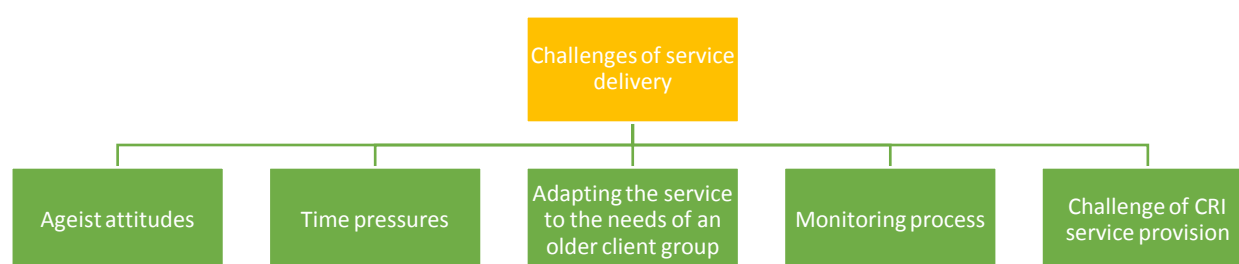 Challenges of service
delivery
Ageist attitudes
Time pressures
Adapting the service
to the needs of an
older client group
Monitoring process
Challenge of CRI
service provision